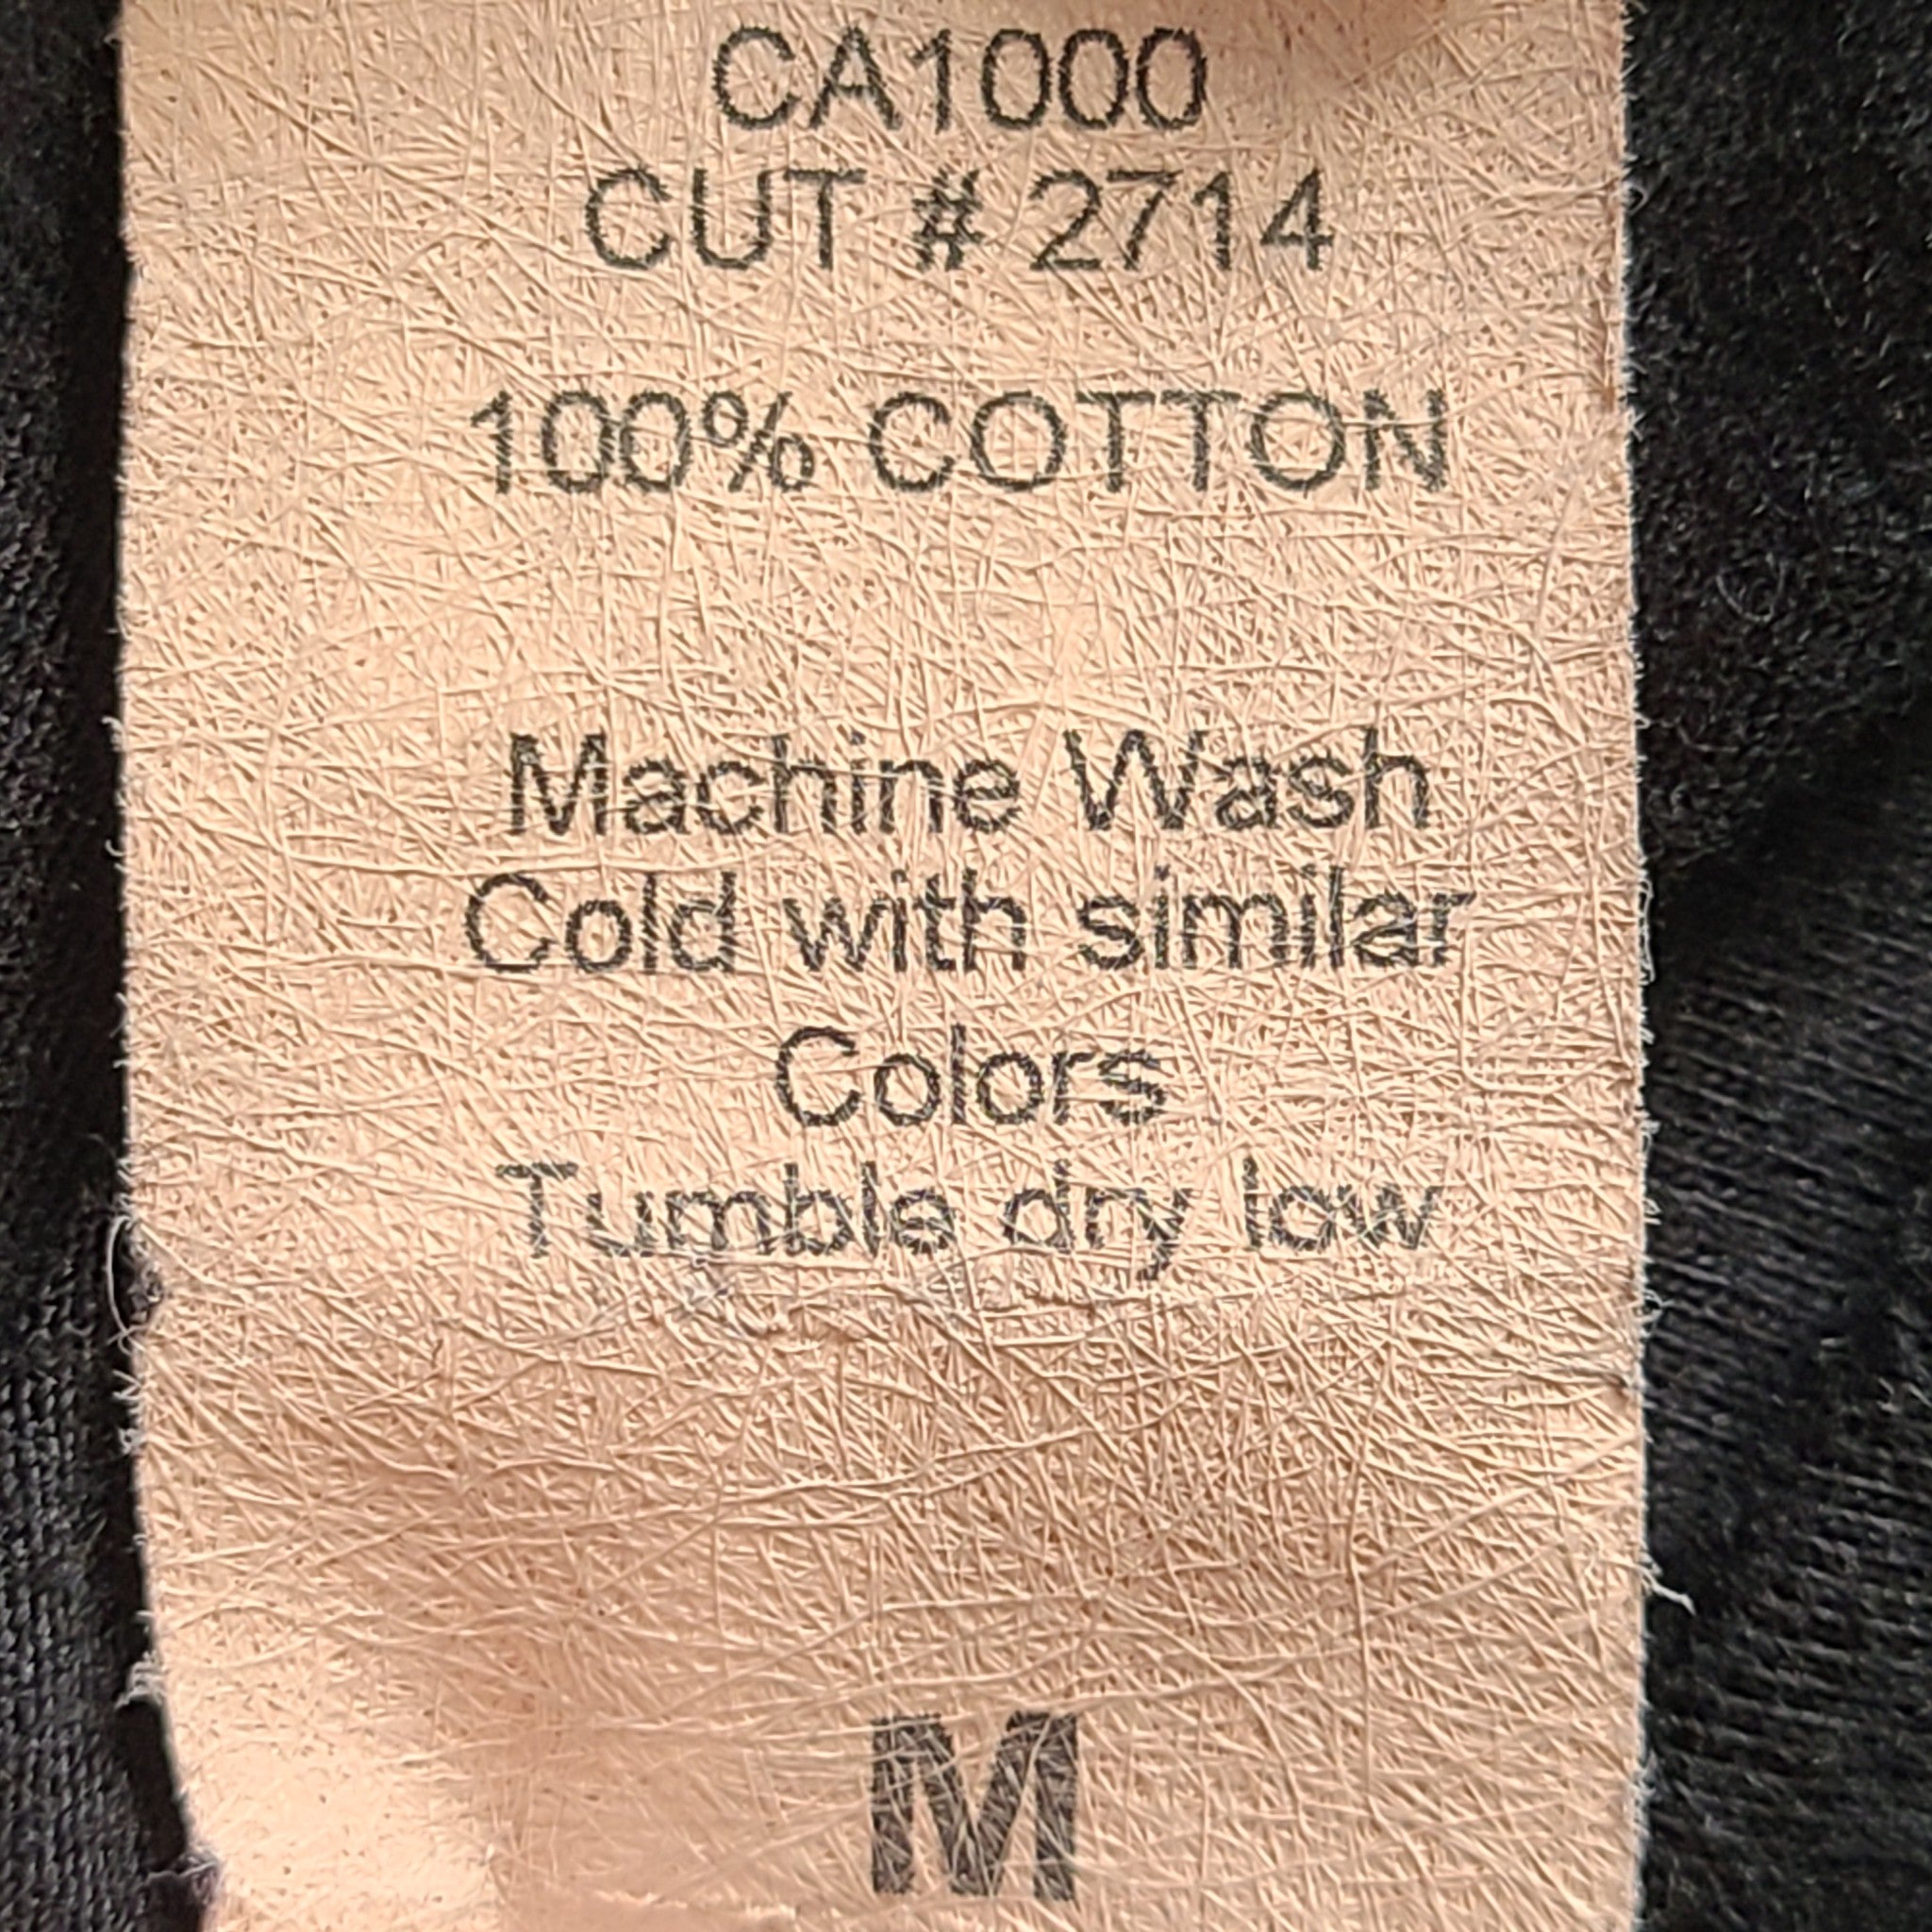 CA1000
CUT # 2714
100% COTTON
Machine Wash
Cold with similar
Colors
Tumble dry low
M